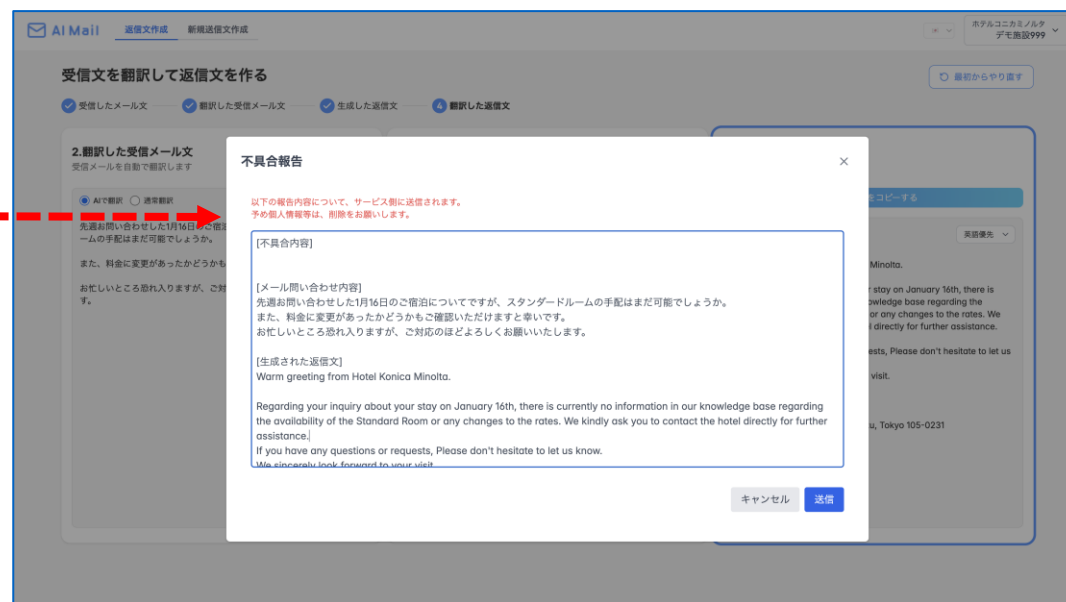 AI Mail
返信文作成
新規送信文作成
ホテルコニカミノルタ
デモ施設999
受信文を翻訳して返信文を作る
最初からやり直す
受信したメール文
翻訳した受信メール文
生成した返信文
4 翻訳した返信文
2.翻訳した受信メール文
受信メールを自動で翻訳します
AIで翻訳
通常翻訳
先週お問い合わせした1月16日のご宿泊
ームの手配はまだ可能でしょうか。
また、料金に変更があったかどうかも
お忙しいところ恐れ入りますが、ご対
す。
不具合報告
×
以下の報告内容について、サービス側に送信されます。
予め個人情報等は、削除をお願いします。
[不具合内容]
[メール問い合わせ内容]
先週お問い合わせした1月16日のご宿泊についてですが、スタンダードルームの手配はまだ可能でしょうか。
また、料金に変更があったかどうかもご確認いただけますと幸いです。
お忙しいところ恐れ入りますが、ご対応のほどよろしくお願いいたします。
[生成された返信文]
Warm greeting from Hotel Konica Minolta.
Regarding your inquiry about your stay on January 16th, there is currently no information in our knowledge base regarding
the availability of the Standard Room or any changes to the rates. We kindly ask you to contact the hotel directly for further
assistance.
If you have any questions or requests, Please don't hesitate to let us know.
We sincerely look forward to your visit.
キャンセル
送信
をコピーする
英語優先
Minolta.
r stay on January 16th, there is
owledge base regarding the
or any changes to the rates. We
l directly for further assistance.
ests, Please don't hesitate to let us
visit.
u, Tokyo 105-0231